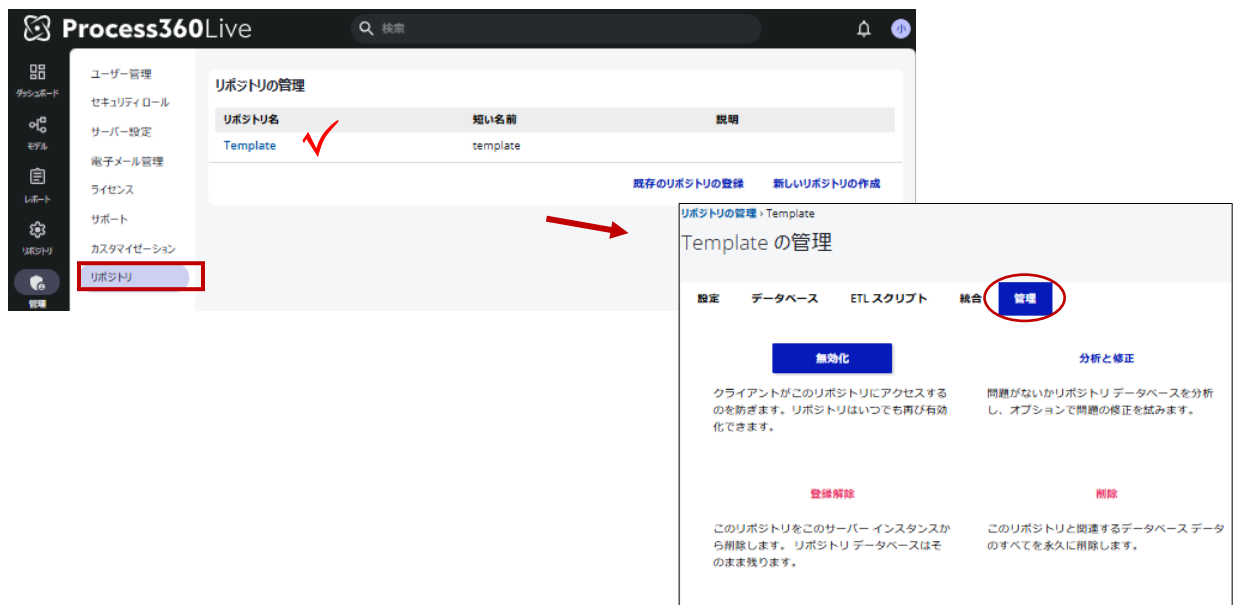 Process360Live
検索
小
ダッシュボード
モデル
レポート
リポジトリ
管理
ユーザー管理
セキュリティ ロール
サーバー設定
電子メール管理
ライセンス
サポート
カスタマイゼーション
リポジトリ
リポジトリの管理
リポジトリ名 短い名前 説明
Template template
既存のリポジトリの登録 新しいリポジトリの作成
リポジトリの管理 › Template
Template の管理
設定 データベース ETL スクリプト 統合 管理
無効化
クライアントがこのリポジトリにアクセスする
のを防ぎます。リポジトリはいつでも再び有効
化できます。
分析と修正
問題がないかリポジトリ データベースを分析
し、オプションで問題の修正を試みます。
登録解除
このリポジトリをこのサーバー インスタンスか
ら削除します。 リポジトリ データベースはそ
のまま残ります。
削除
このリポジトリと関連するデータベース データ
のすべてを永久に削除します。